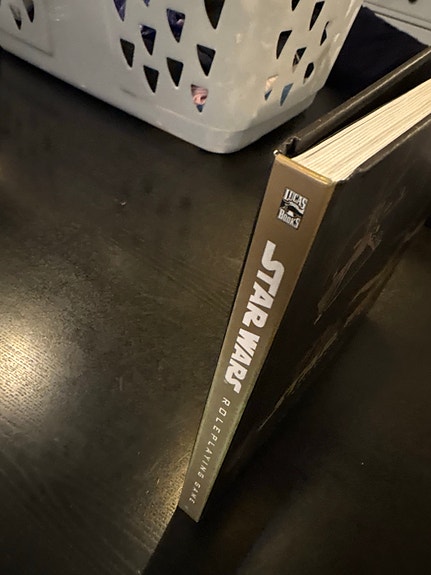 LUCAS
BOOKS
STAR WARS
ROLEPLAYING GAME